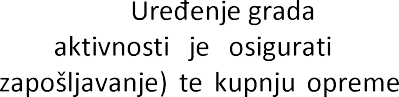 Uređenje grada
aktivnosti je osigurati
zapošljavanje) te kupnju opreme